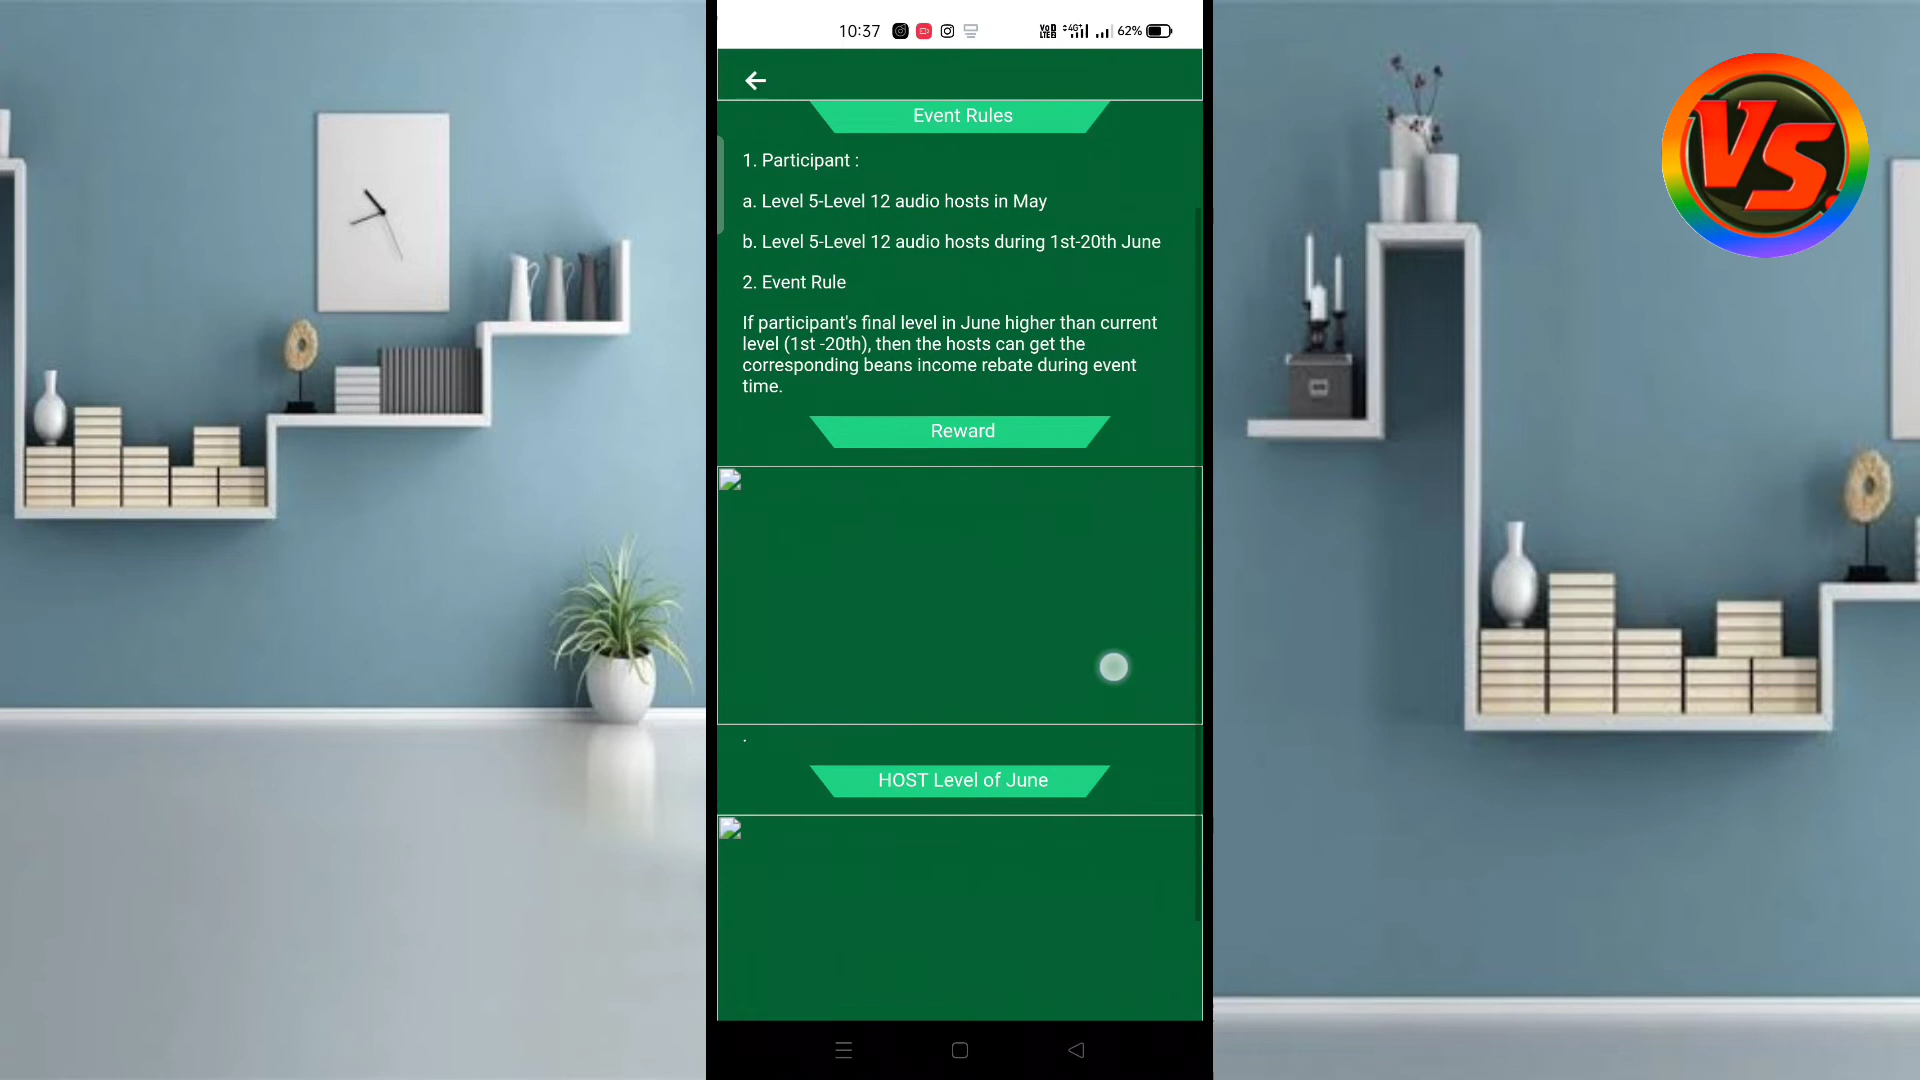 10:37
VoD LTE2 4G+ 62%
VS.
Event Rules
1. Participant :
a. Level 5-Level 12 audio hosts in May
b. Level 5-Level 12 audio hosts during 1st-20th June
2. Event Rule
If participant's final level in June higher than current
level (1st -20th), then the hosts can get the
corresponding beans income rebate during event
time.
Reward
.
HOST Level of June